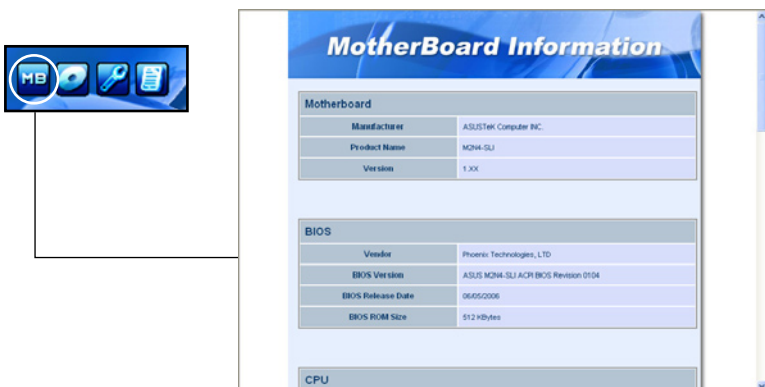 MB
MotherBoard Information
Motherboard
Manufacturer ASUSTeK Computer INC.
Product Name M2N4-SLI
Version 1.XX
BIOS
Vendor Phoenix Technologies, LTD
BIOS Version ASUS M2N4-SLI ACPI BIOS Revision 0104
BIOS Release Date 06/05/2006
BIOS ROM Size 512 KBytes
CPU